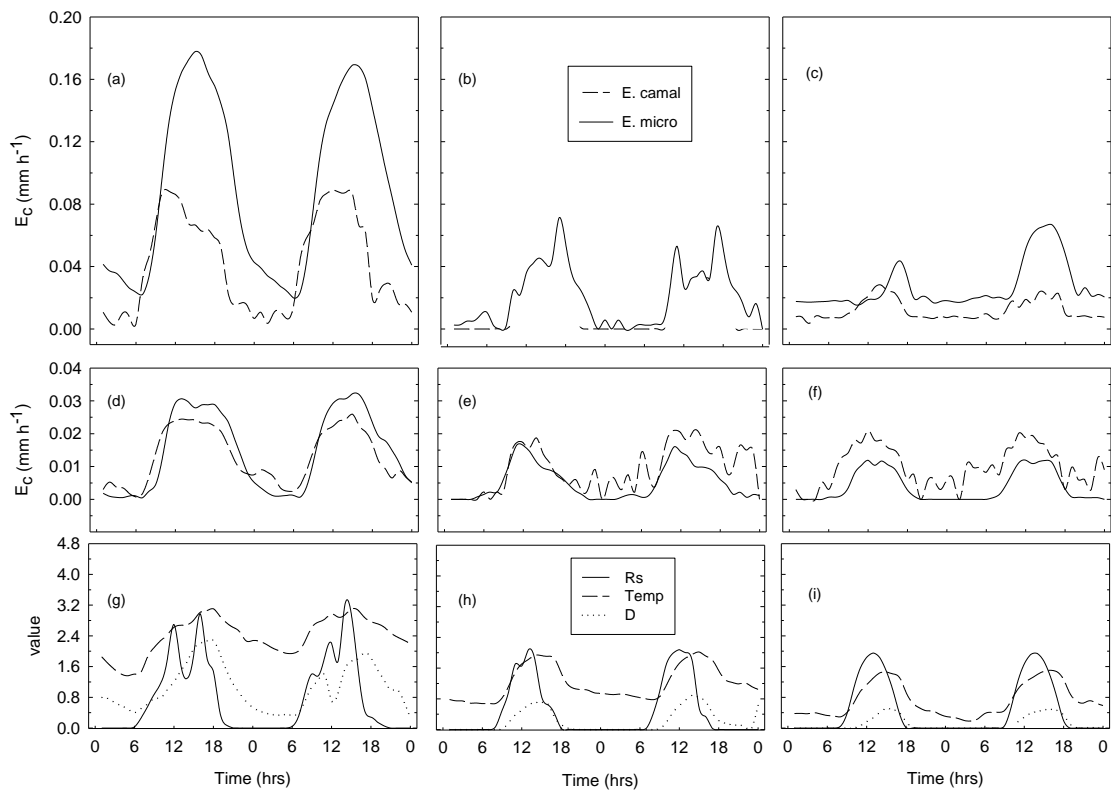 0.20
0.16
0.12
0.08
0.04
0.00
E_C (mm h⁻¹)
(a)
(b)
E. camal
E. micro
(c)
0.04
0.03
0.02
0.01
0.00
E_C (mm h⁻¹)
(d)
(e)
(f)
4.8
4.0
3.2
2.4
1.6
0.8
0.0
value
(g)
(h)
Rs
Temp
D
(i)
0 6 12 18 0 6 12 18 0
0 6 12 18 0 6 12 18 0
0 6 12 18 0 6 12 18 0
Time (hrs)
Time (hrs)
Time (hrs)